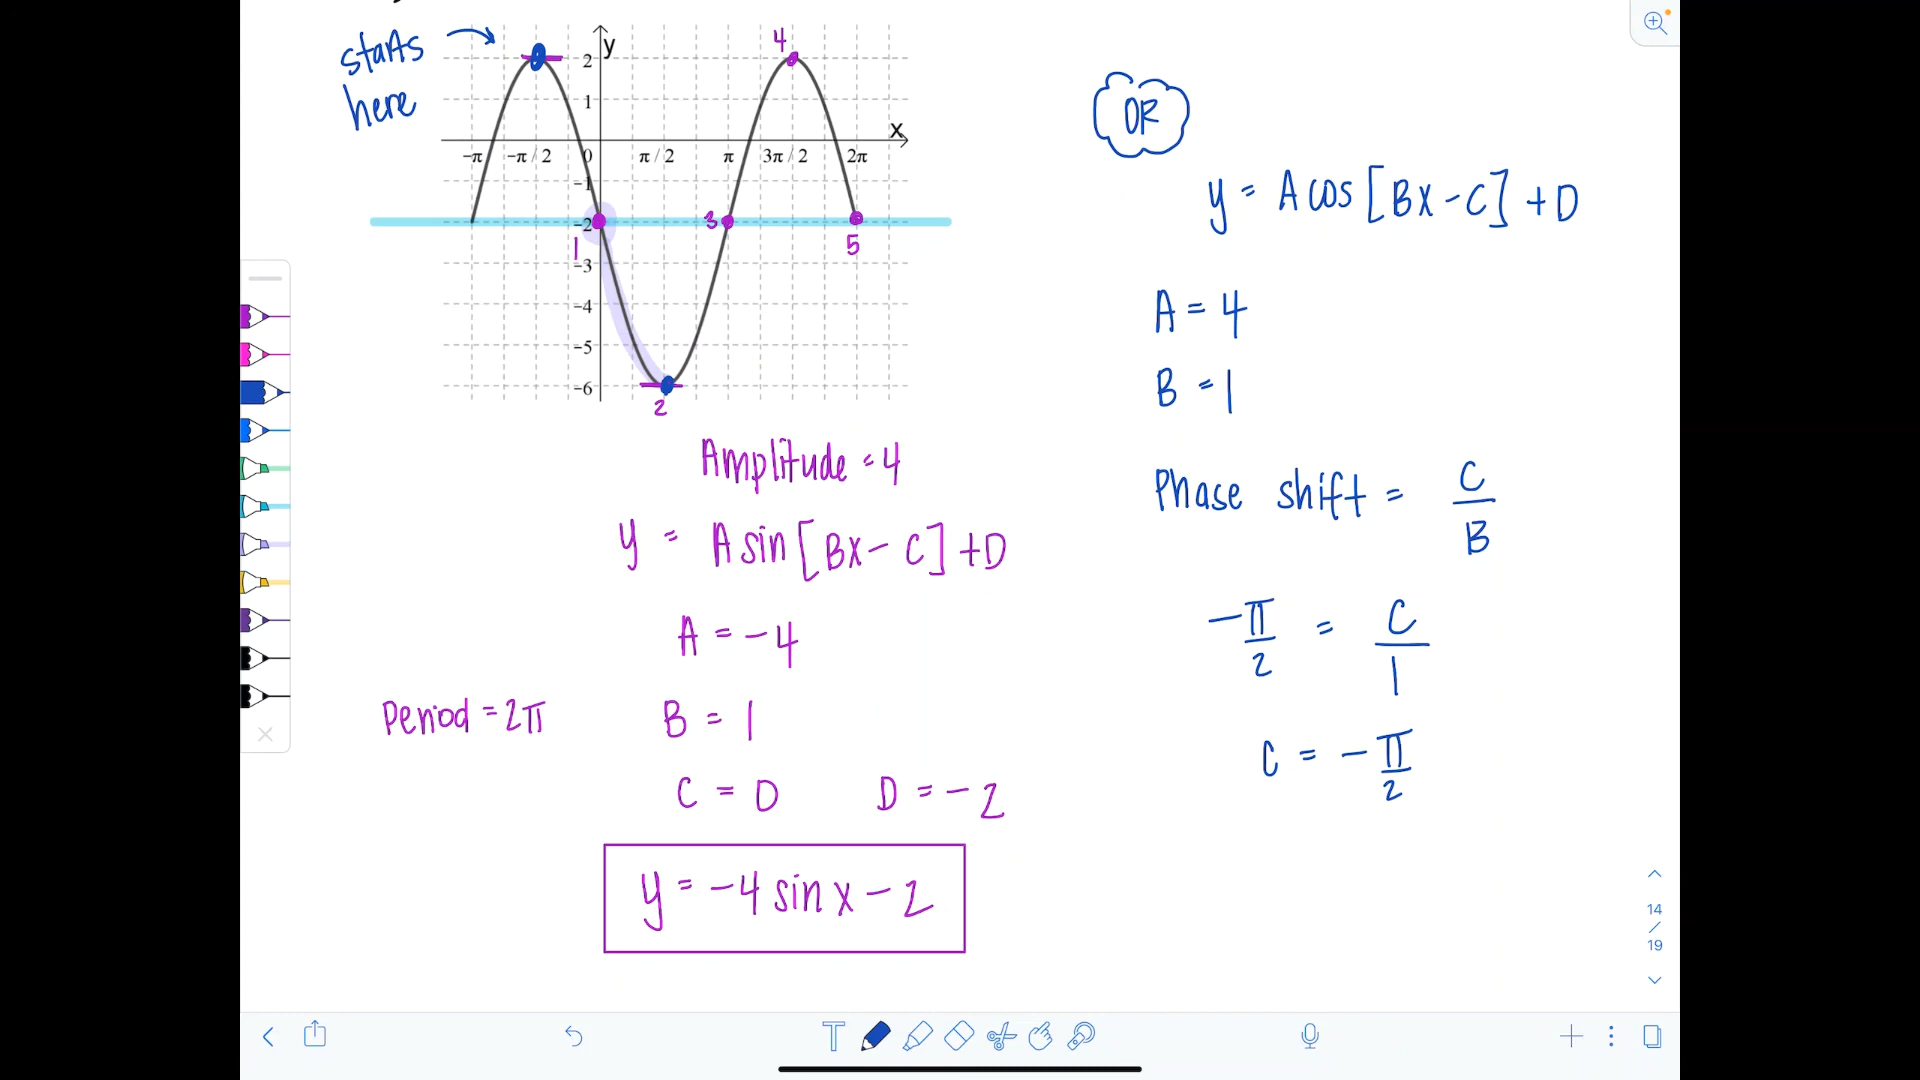 starts
here
y
2
1
x
−π −π / 2 0 π / 2 π 3π / 2 2π
−1
−2
−3
−4
−5
−6
1
2
3
4
5
Amplitude = 4
y = A sin [Bx − C] + D
A = −4
Period = 2π
B = 1
C = 0 D = −2
y = −4 sin x − 2
OR
y = A cos [Bx − C] + D
A = 4
B = 1
Phase shift = C/B
−π/2 = C/1
C = −π/2
14
/
19
T